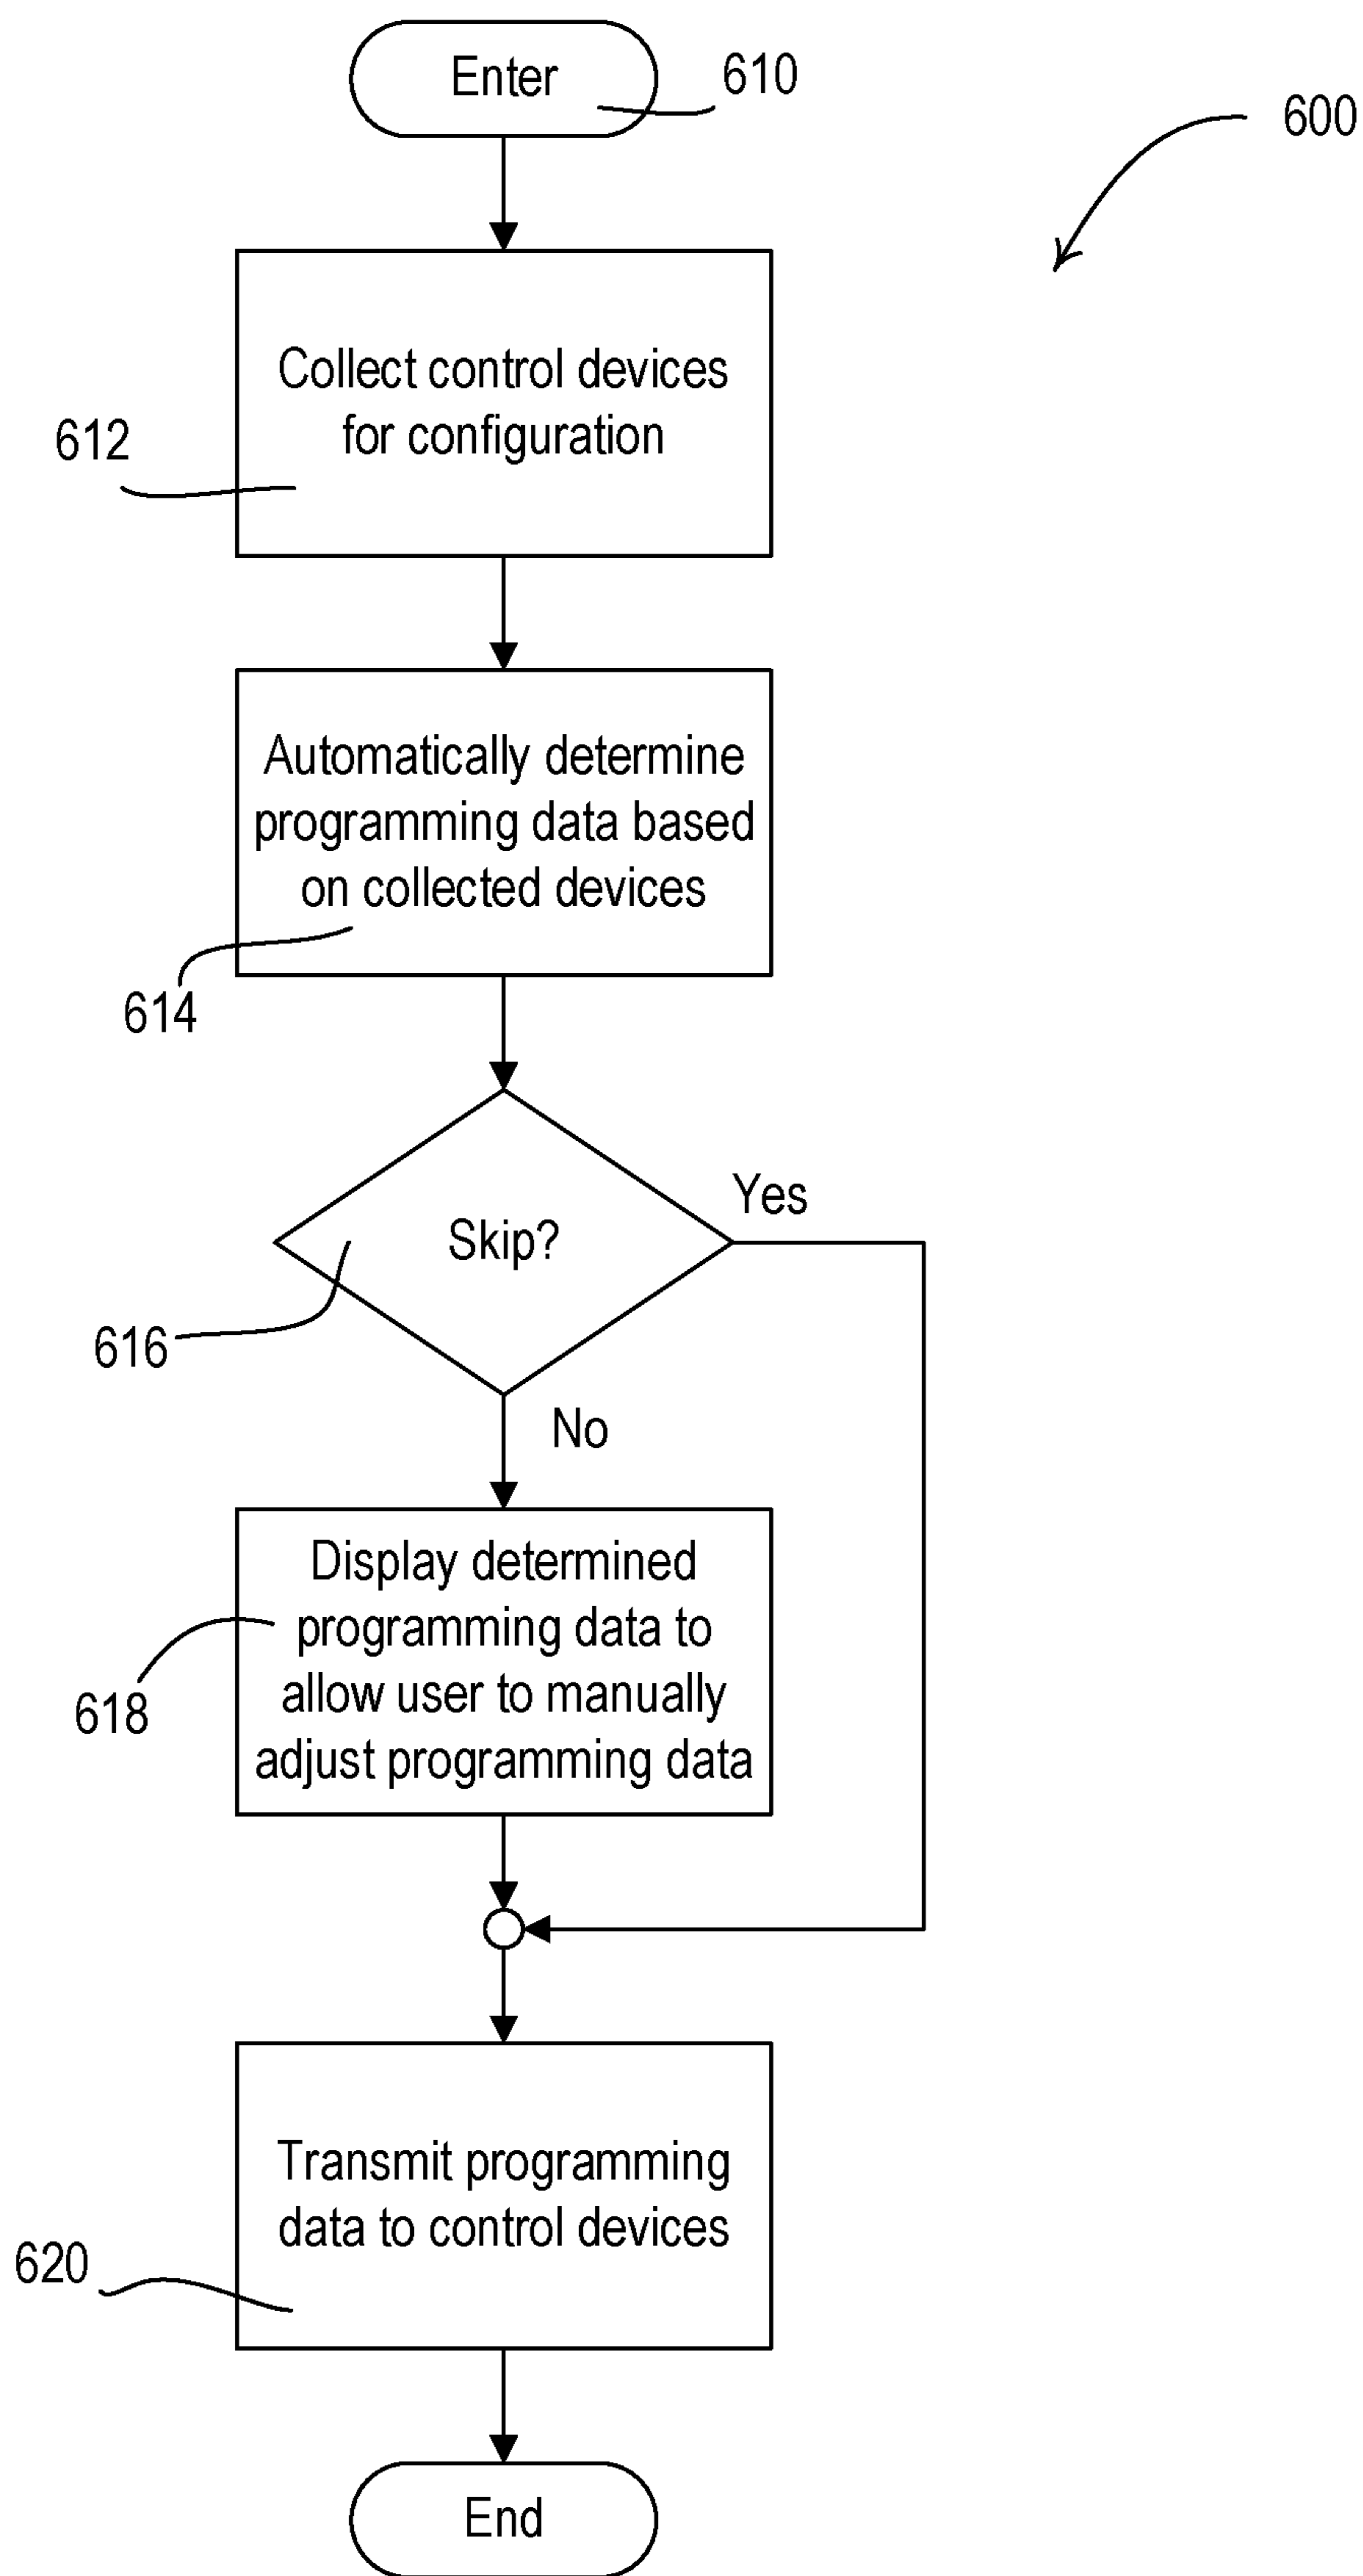 Enter
610
600
Collect control devices
for configuration
612
Automatically determine
programming data based
on collected devices
614
Skip?
Yes
616
No
Display determined
programming data to
allow user to manually
adjust programming data
618
Transmit programming
data to control devices
620
End